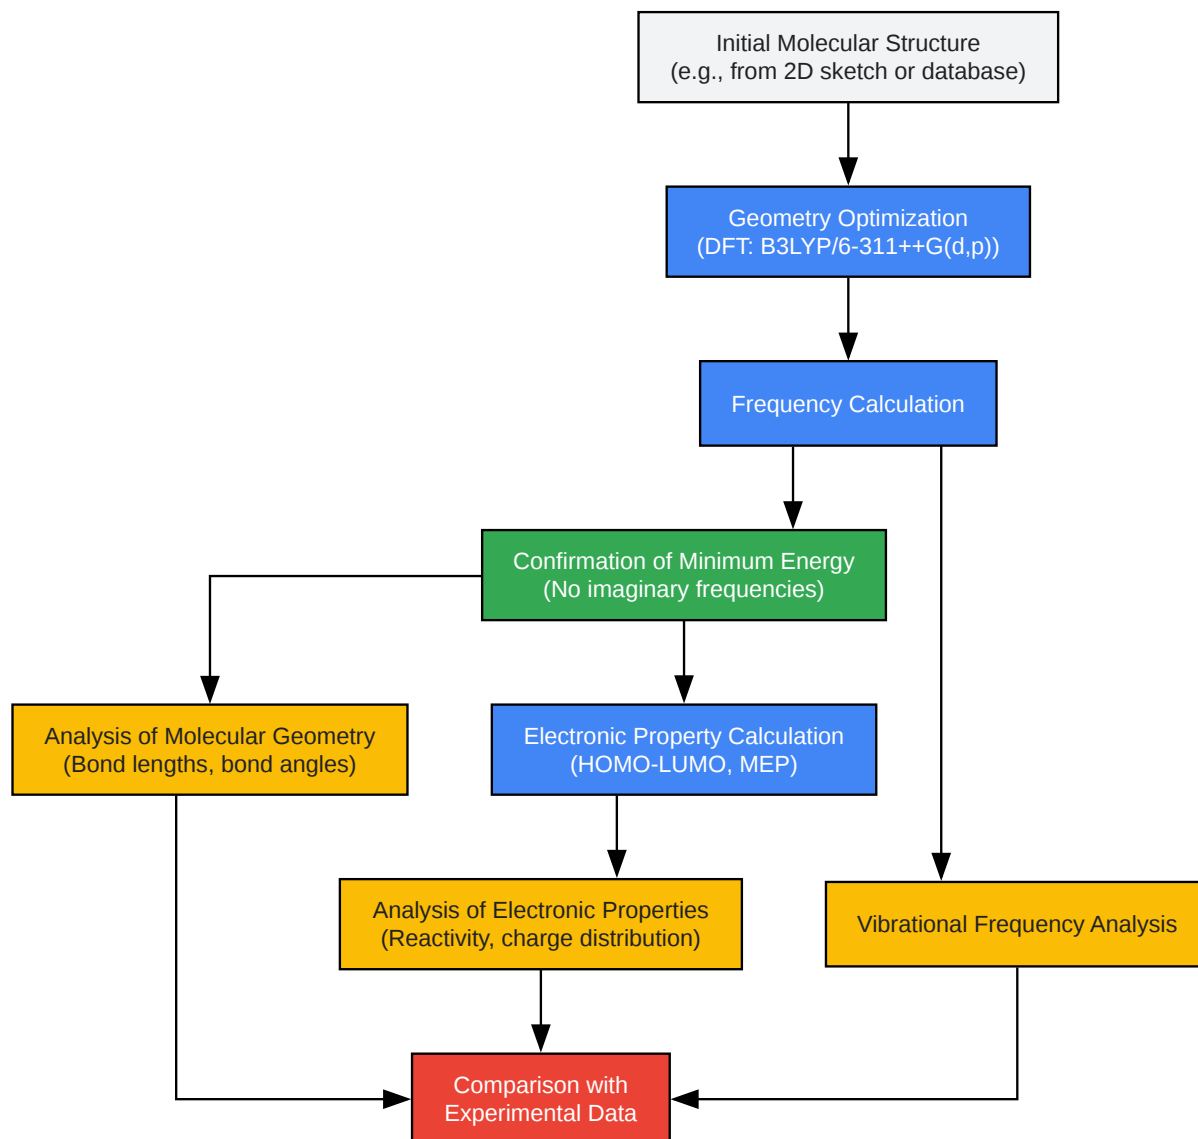 Initial Molecular Structure
(e.g., from 2D sketch or database)
Geometry Optimization
(DFT: B3LYP/6-311++G(d,p))
Frequency Calculation
Confirmation of Minimum Energy
(No imaginary frequencies)
Analysis of Molecular Geometry
(Bond lengths, bond angles)
Electronic Property Calculation
(HOMO-LUMO, MEP)
Analysis of Electronic Properties
(Reactivity, charge distribution)
Vibrational Frequency Analysis
Comparison with
Experimental Data